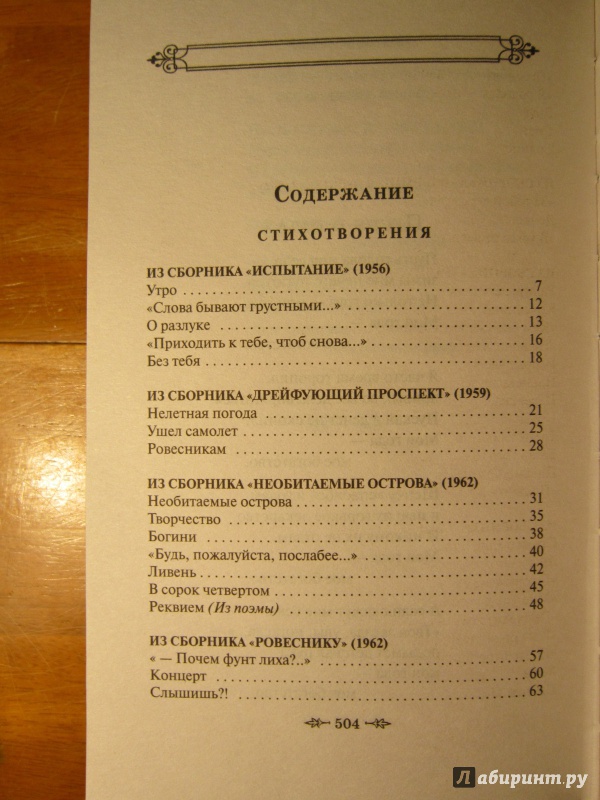 СОДЕРЖАНИЕ
СТИХОТВОРЕНИЯ
ИЗ СБОРНИКА «ИСПЫТАНИЕ» (1956)
Утро 7
«Слова бывают грустными...» 12
О разлуке 13
«Приходить к тебе, чтоб снова...» 16
Без тебя 18
ИЗ СБОРНИКА «ДРЕЙФУЮЩИЙ ПРОСПЕКТ» (1959)
Нелетная погода 21
Ушел самолет 25
Ровесникам 28
ИЗ СБОРНИКА «НЕОБИТАЕМЫЕ ОСТРОВА» (1962)
Необитаемые острова 31
Творчество 35
Богини 38
«Будь, пожалуйста, послабее...» 40
Ливень 42
В сорок четвертом 45
Реквием (Из поэмы) 48
ИЗ СБОРНИКА «РОВЕСНИКУ» (1962)
« — Почем фунт лиха?..» 57
Концерт 60
Слышишь?! 63
504
Лабиринт.ру